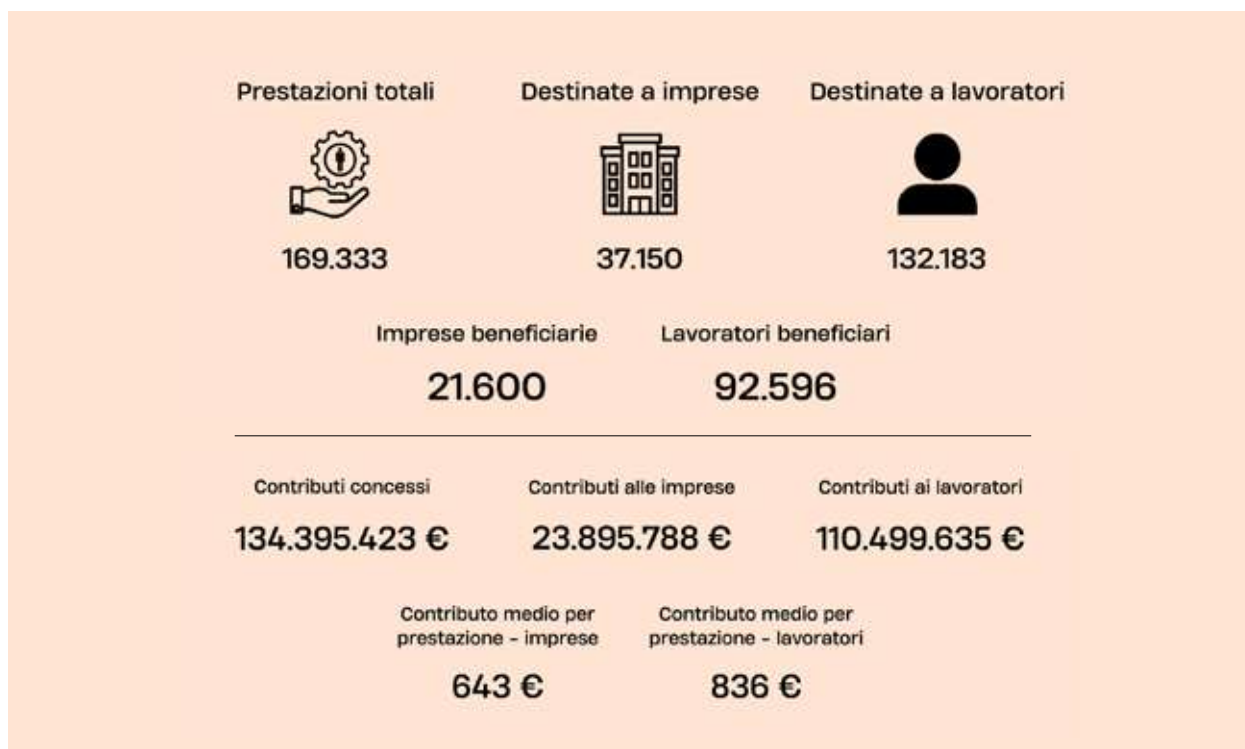 Prestazioni totali
Destinate a imprese
Destinate a lavoratori
169.333
37.150
132.183
Imprese beneficiarie
Lavoratori beneficiari
21.600
92.596
Contributi concessi
Contributi alle imprese
Contributi ai lavoratori
134.395.423 €
23.895.788 €
110.499.635 €
Contributo medio per
prestazione - imprese
Contributo medio per
prestazione - lavoratori
643 €
836 €